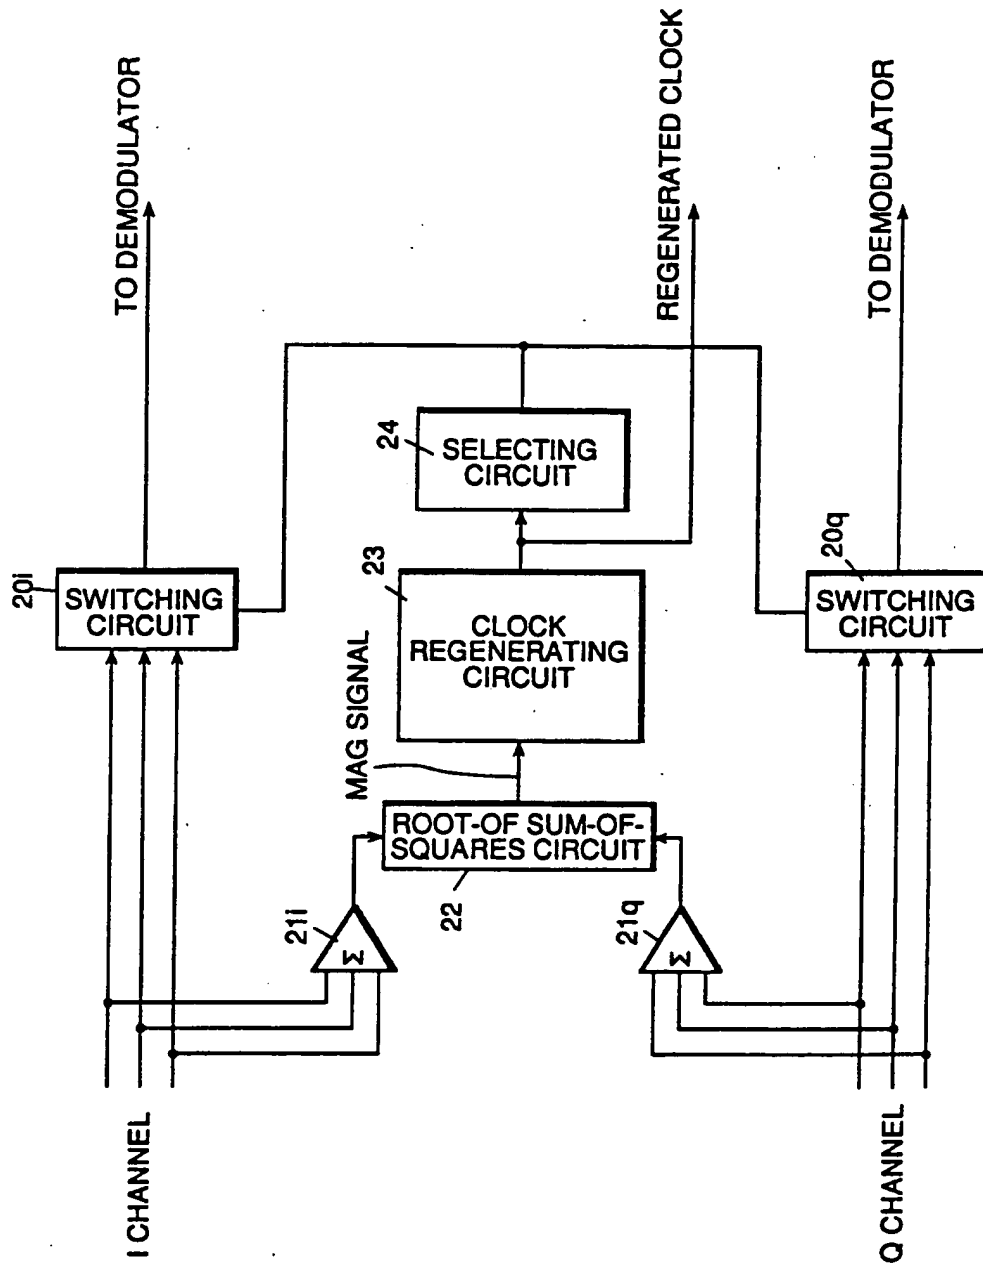 I CHANNEL
20i
SWITCHING
CIRCUIT
TO DEMODULATOR
21i
Σ
ROOT-OF SUM-OF-
SQUARES CIRCUIT
22
MAG SIGNAL
23
CLOCK
REGENERATING
CIRCUIT
24
SELECTING
CIRCUIT
REGENERATED CLOCK
21q
Σ
Q CHANNEL
20q
SWITCHING
CIRCUIT
TO DEMODULATOR